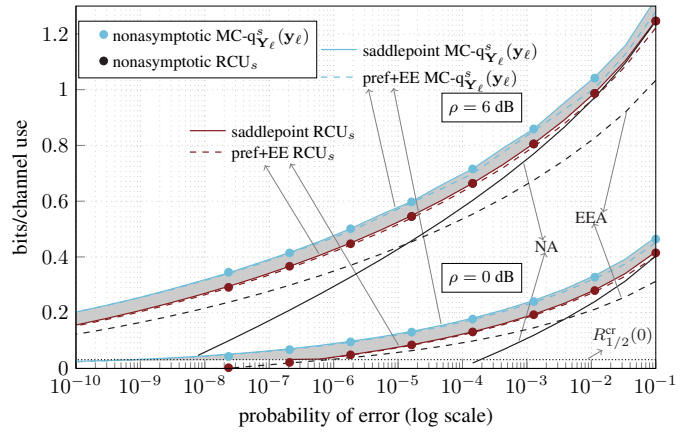 1.2
1
0.8
0.6
0.4
0.2
0
bits/channel use
nonasymptotic MC-q^s_{Y_ℓ}(y_ℓ)
nonasymptotic RCU_s
saddlepoint MC-q^s_{Y_ℓ}(y_ℓ)
pref+EE MC-q^s_{Y_ℓ}(y_ℓ)
ρ = 6 dB
saddlepoint RCU_s
pref+EE RCU_s
EEA
NA
ρ = 0 dB
R^{cr}_{1/2}(0)
10^{−10} 10^{−9} 10^{−8} 10^{−7} 10^{−6} 10^{−5} 10^{−4} 10^{−3} 10^{−2} 10^{−1}
probability of error (log scale)